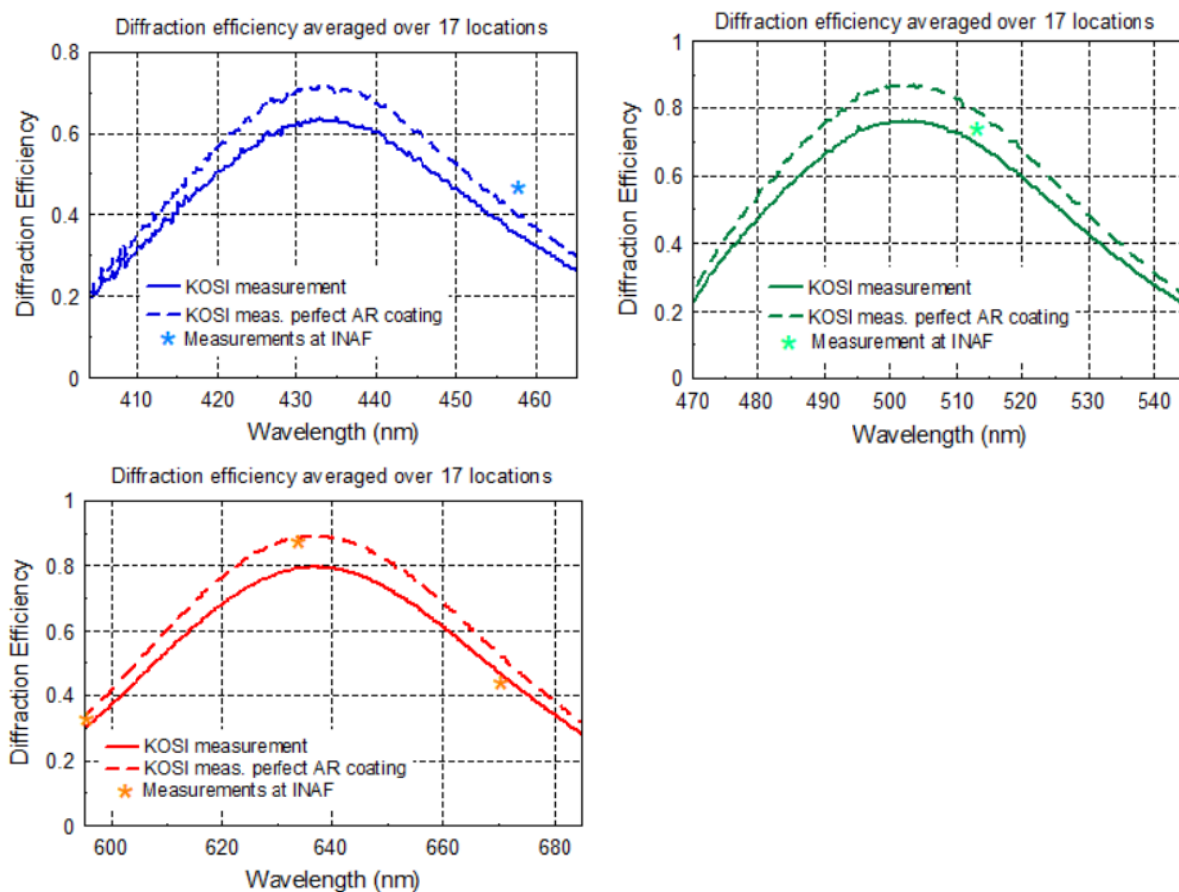 Diffraction efficiency averaged over 17 locations
0.8
0.6
0.4
0.2
0
Diffraction Efficiency
KOSI measurement
KOSI meas. perfect AR coating
Measurements at INAF
410 420 430 440 450 460
Wavelength (nm)
Diffraction efficiency averaged over 17 locations
1
0.8
0.6
0.4
0.2
0
Diffraction Efficiency
KOSI measurement
KOSI meas. perfect AR coating
Measurement at INAF
470 480 490 500 510 520 530 540
Wavelength (nm)
Diffraction efficiency averaged over 17 locations
1
0.8
0.6
0.4
0.2
0
Diffraction Efficiency
KOSI measurement
KOSI meas. perfect AR coating
Measurements at INAF
600 620 640 660 680
Wavelength (nm)